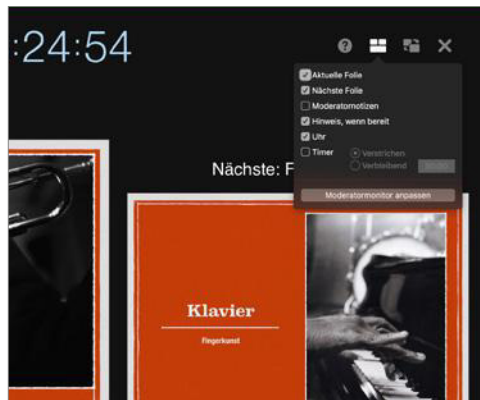 :24:54
Aktuelle Folie
Nächste Folie
Moderatornotizen
Hinweis, wenn bereit
Uhr
Timer
Verstrichen
Verbleibend
Moderatormonitor anpassen
Nächste: F
Klavier
Fingerkunst